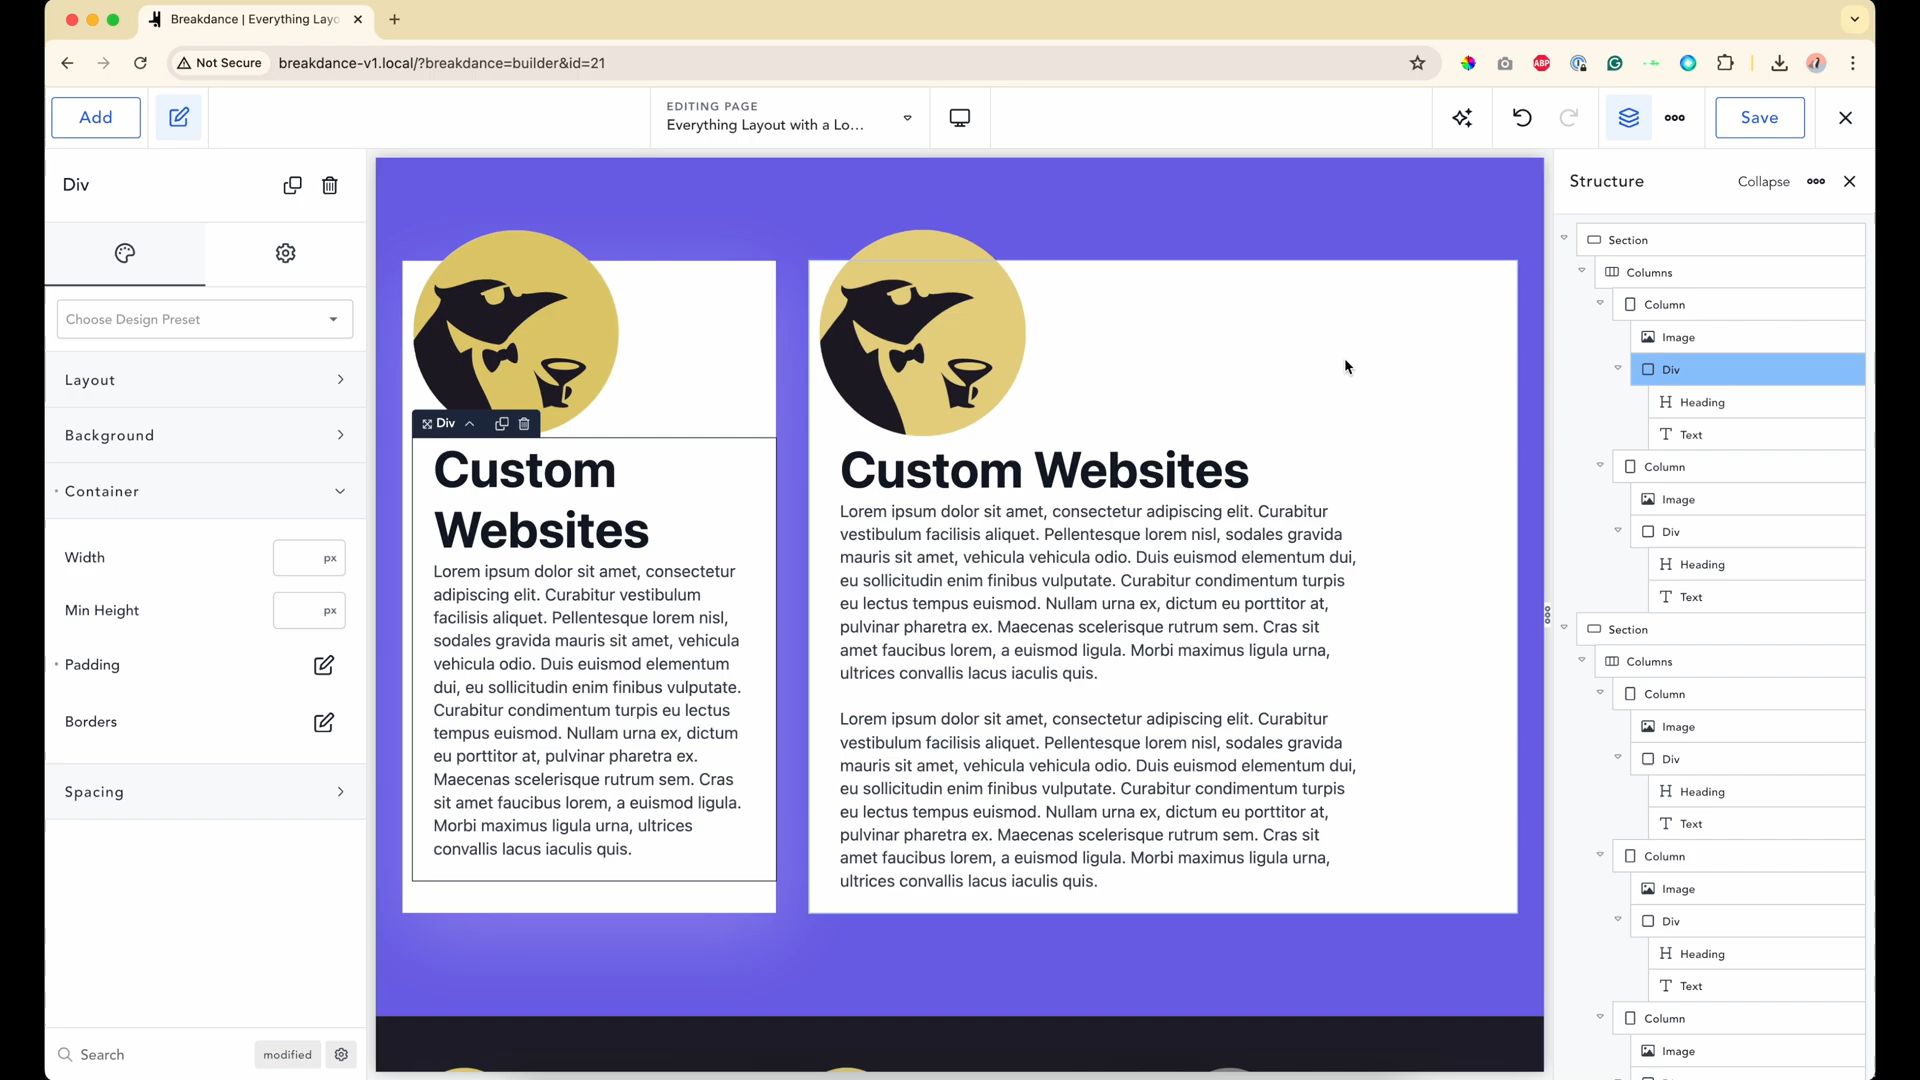 Breakdance | Everything Layo
Not Secure
breakdance-v1.local/?breakdance=builder&id=21
ABP
Add
EDITING PAGE
Everything Layout with a Lo...
Save
Div
Choose Design Preset
Layout
Background
Container
Width
px
Min Height
px
Padding
Borders
Spacing
Search
modified
Div
Custom
Websites
Lorem ipsum dolor sit amet, consectetur
adipiscing elit. Curabitur vestibulum
facilisis aliquet. Pellentesque lorem nisl,
sodales gravida mauris sit amet, vehicula
vehicula odio. Duis euismod elementum
dui, eu sollicitudin enim finibus vulputate.
Curabitur condimentum turpis eu lectus
tempus euismod. Nullam urna ex, dictum
eu porttitor at, pulvinar pharetra ex.
Maecenas scelerisque rutrum sem. Cras
sit amet faucibus lorem, a euismod ligula.
Morbi maximus ligula urna, ultrices
convallis lacus iaculis quis.
Custom Websites
Lorem ipsum dolor sit amet, consectetur adipiscing elit. Curabitur
vestibulum facilisis aliquet. Pellentesque lorem nisl, sodales gravida
mauris sit amet, vehicula vehicula odio. Duis euismod elementum dui,
eu sollicitudin enim finibus vulputate. Curabitur condimentum turpis
eu lectus tempus euismod. Nullam urna ex, dictum eu porttitor at,
pulvinar pharetra ex. Maecenas scelerisque rutrum sem. Cras sit
amet faucibus lorem, a euismod ligula. Morbi maximus ligula urna,
ultrices convallis lacus iaculis quis.
Lorem ipsum dolor sit amet, consectetur adipiscing elit. Curabitur
vestibulum facilisis aliquet. Pellentesque lorem nisl, sodales gravida
mauris sit amet, vehicula vehicula odio. Duis euismod elementum dui,
eu sollicitudin enim finibus vulputate. Curabitur condimentum turpis
eu lectus tempus euismod. Nullam urna ex, dictum eu porttitor at,
pulvinar pharetra ex. Maecenas scelerisque rutrum sem. Cras sit
amet faucibus lorem, a euismod ligula. Morbi maximus ligula urna,
ultrices convallis lacus iaculis quis.
Structure
Collapse
Section
Columns
Column
Image
Div
Heading
Text
Column
Image
Div
Heading
Text
Section
Columns
Column
Image
Div
Heading
Text
Column
Image
Div
Heading
Text
Column
Image